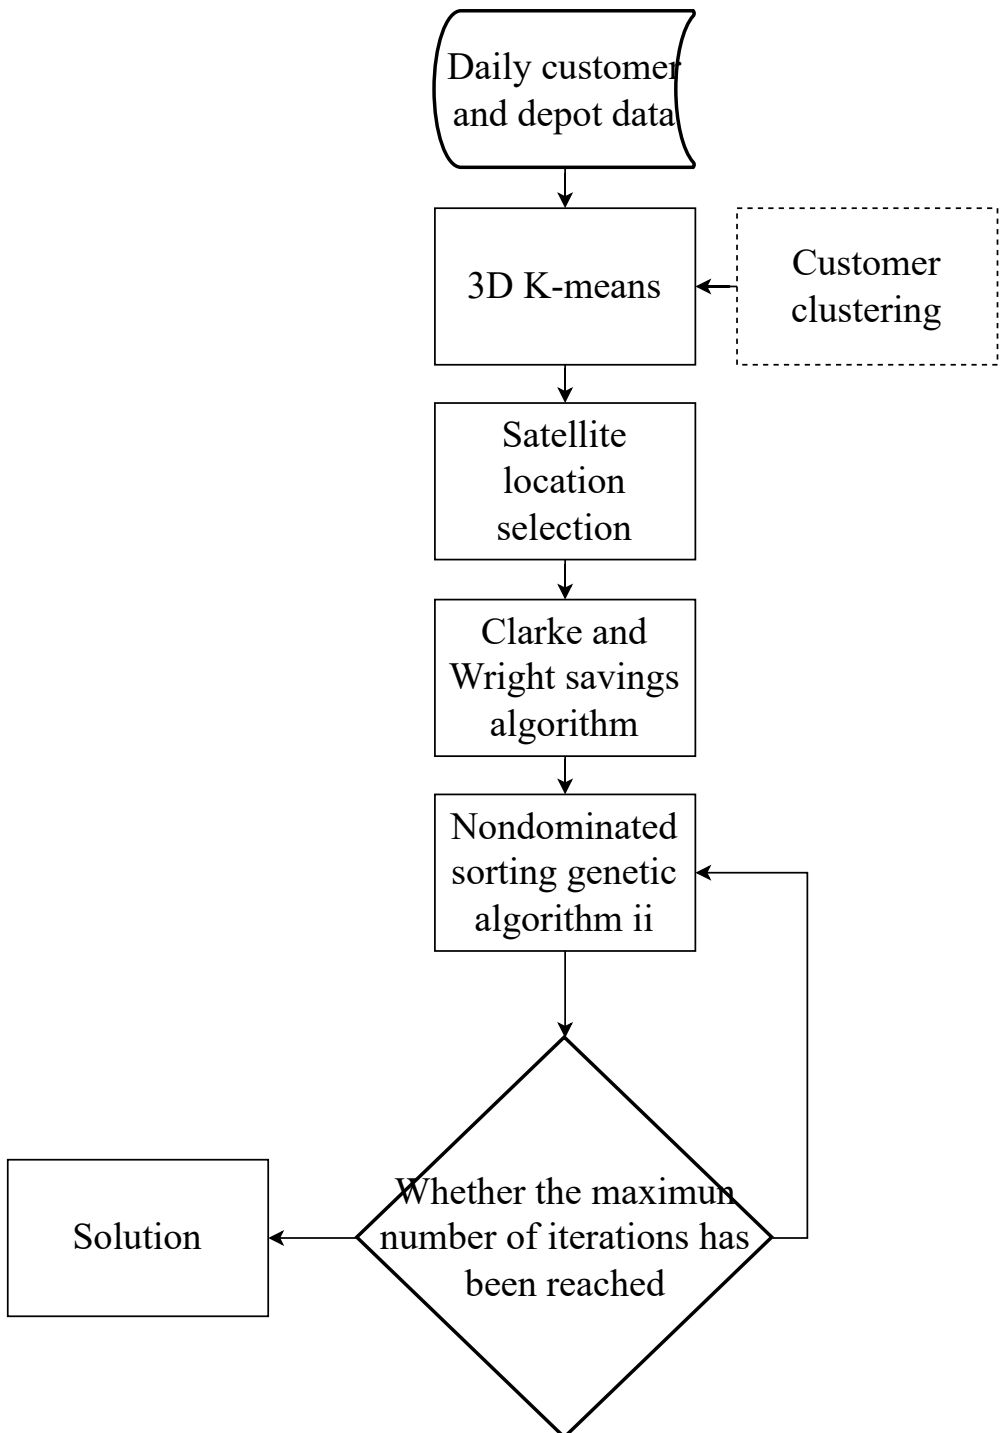 Daily customer
and depot data
3D K-means
Customer
clustering
Satellite
location
selection
Clarke and
Wright savings
algorithm
Nondominated
sorting genetic
algorithm ii
Whether the maximun
number of iterations has
been reached
Solution